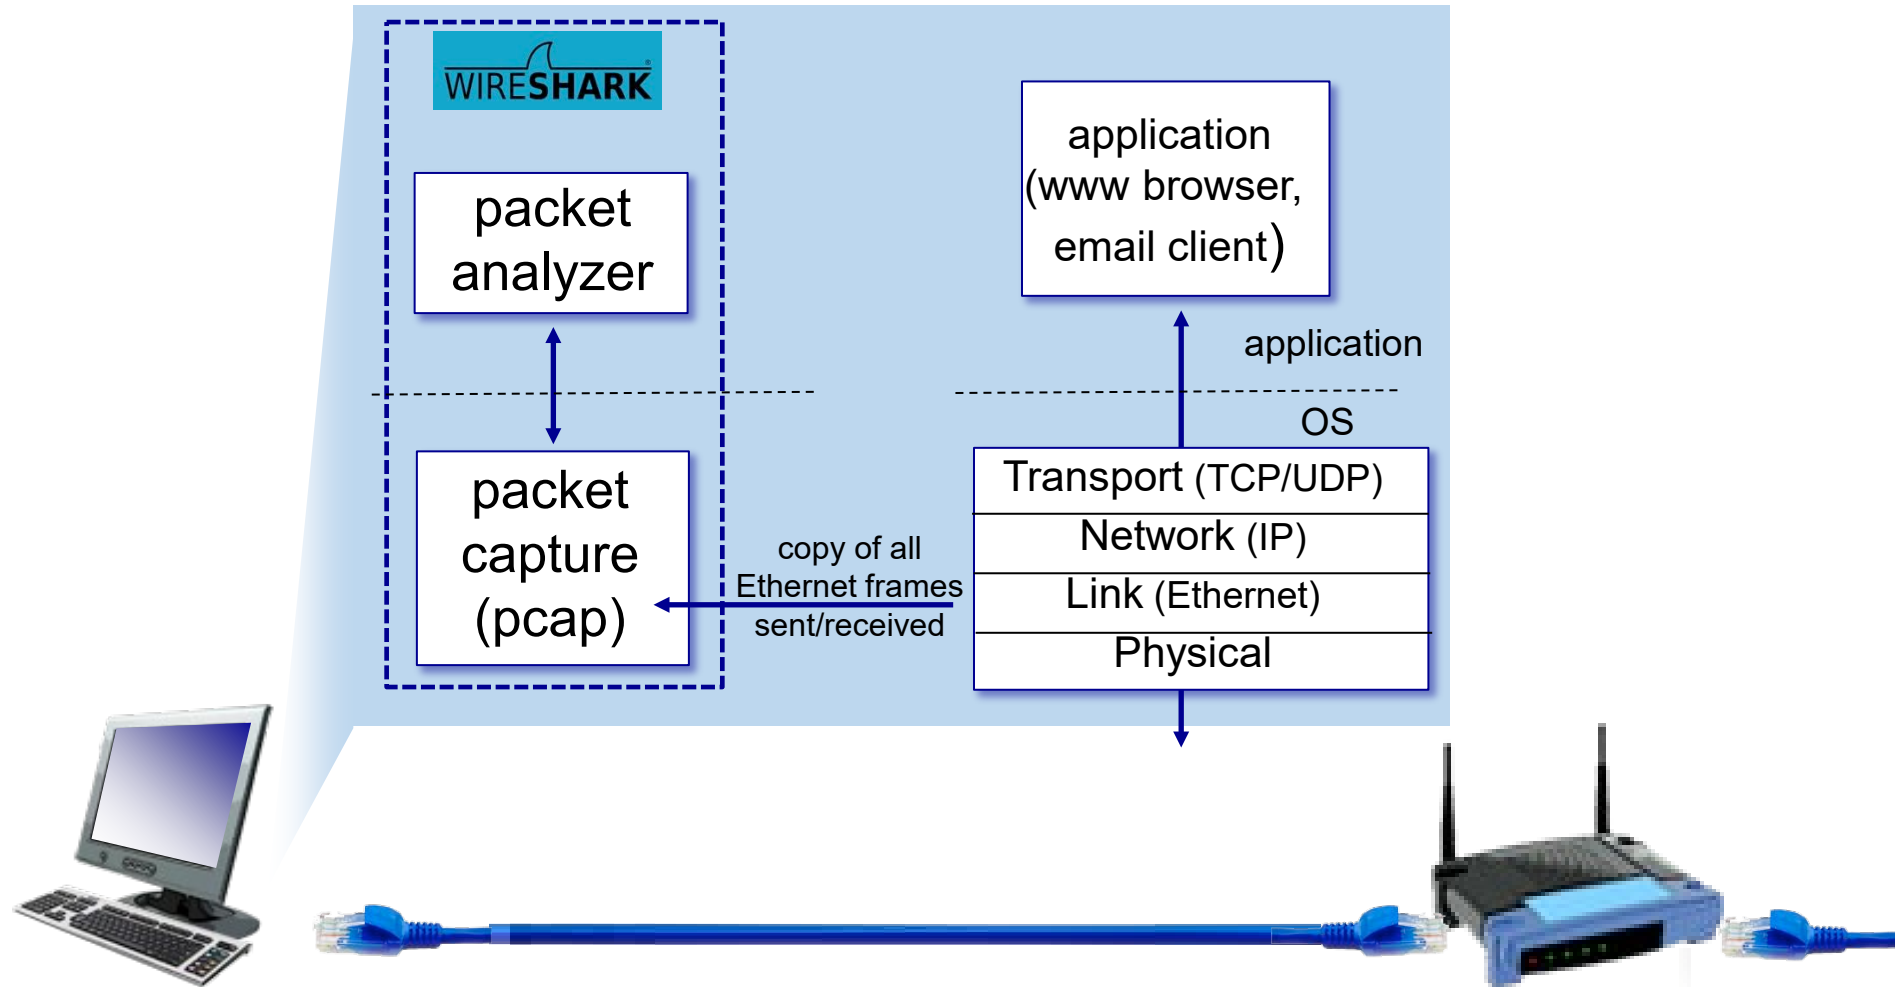 WIRESHARK
packet
analyzer
packet
capture
(pcap)
copy of all
Ethernet frames
sent/received
application
(www browser,
email client)
application
OS
Transport (TCP/UDP)
Network (IP)
Link (Ethernet)
Physical